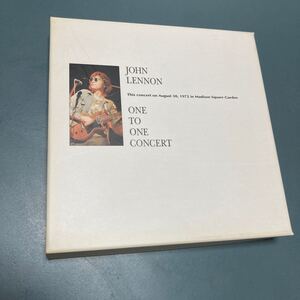 JOHN
LENNON
This concert on August 30, 1972 in Madison Square Garden
ONE
TO
ONE
CONCERT